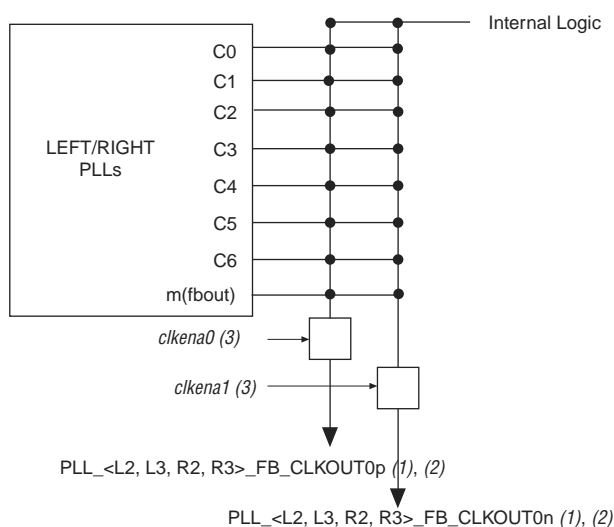 Internal Logic
C0
C1
C2
LEFT/RIGHT
PLLs
C3
C4
C5
C6
m(fbout)
clkena0 (3)
clkena1 (3)
PLL_<L2, L3, R2, R3>_FB_CLKOUT0p (1), (2)
PLL_<L2, L3, R2, R3>_FB_CLKOUT0n (1), (2)